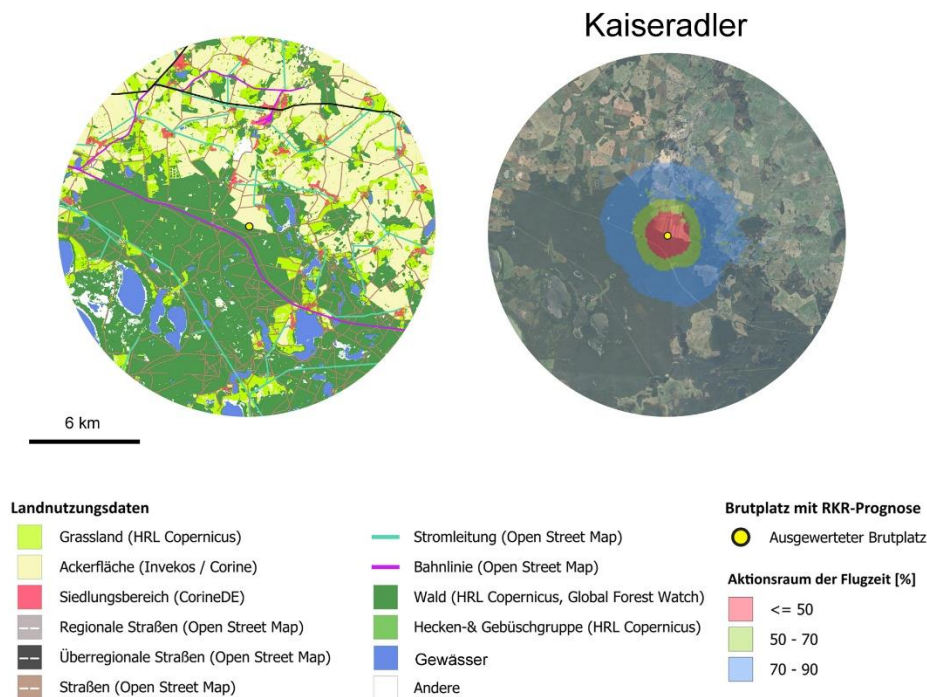 Kaiseradler
6 km
Landnutzungsdaten
Grassland (HRL Copernicus)
Ackerfläche (Invekos / Corine)
Siedlungsbereich (CorineDE)
Regionale Straßen (Open Street Map)
Überregionale Straßen (Open Street Map)
Straßen (Open Street Map)
Stromleitung (Open Street Map)
Bahnlinie (Open Street Map)
Wald (HRL Copernicus, Global Forest Watch)
Hecken-& Gebüschgruppe (HRL Copernicus)
Gewässer
Andere
Brutplatz mit RKR-Prognose
Ausgewerteter Brutplatz
Aktionsraum der Flugzeit [%]
<= 50
50 - 70
70 - 90